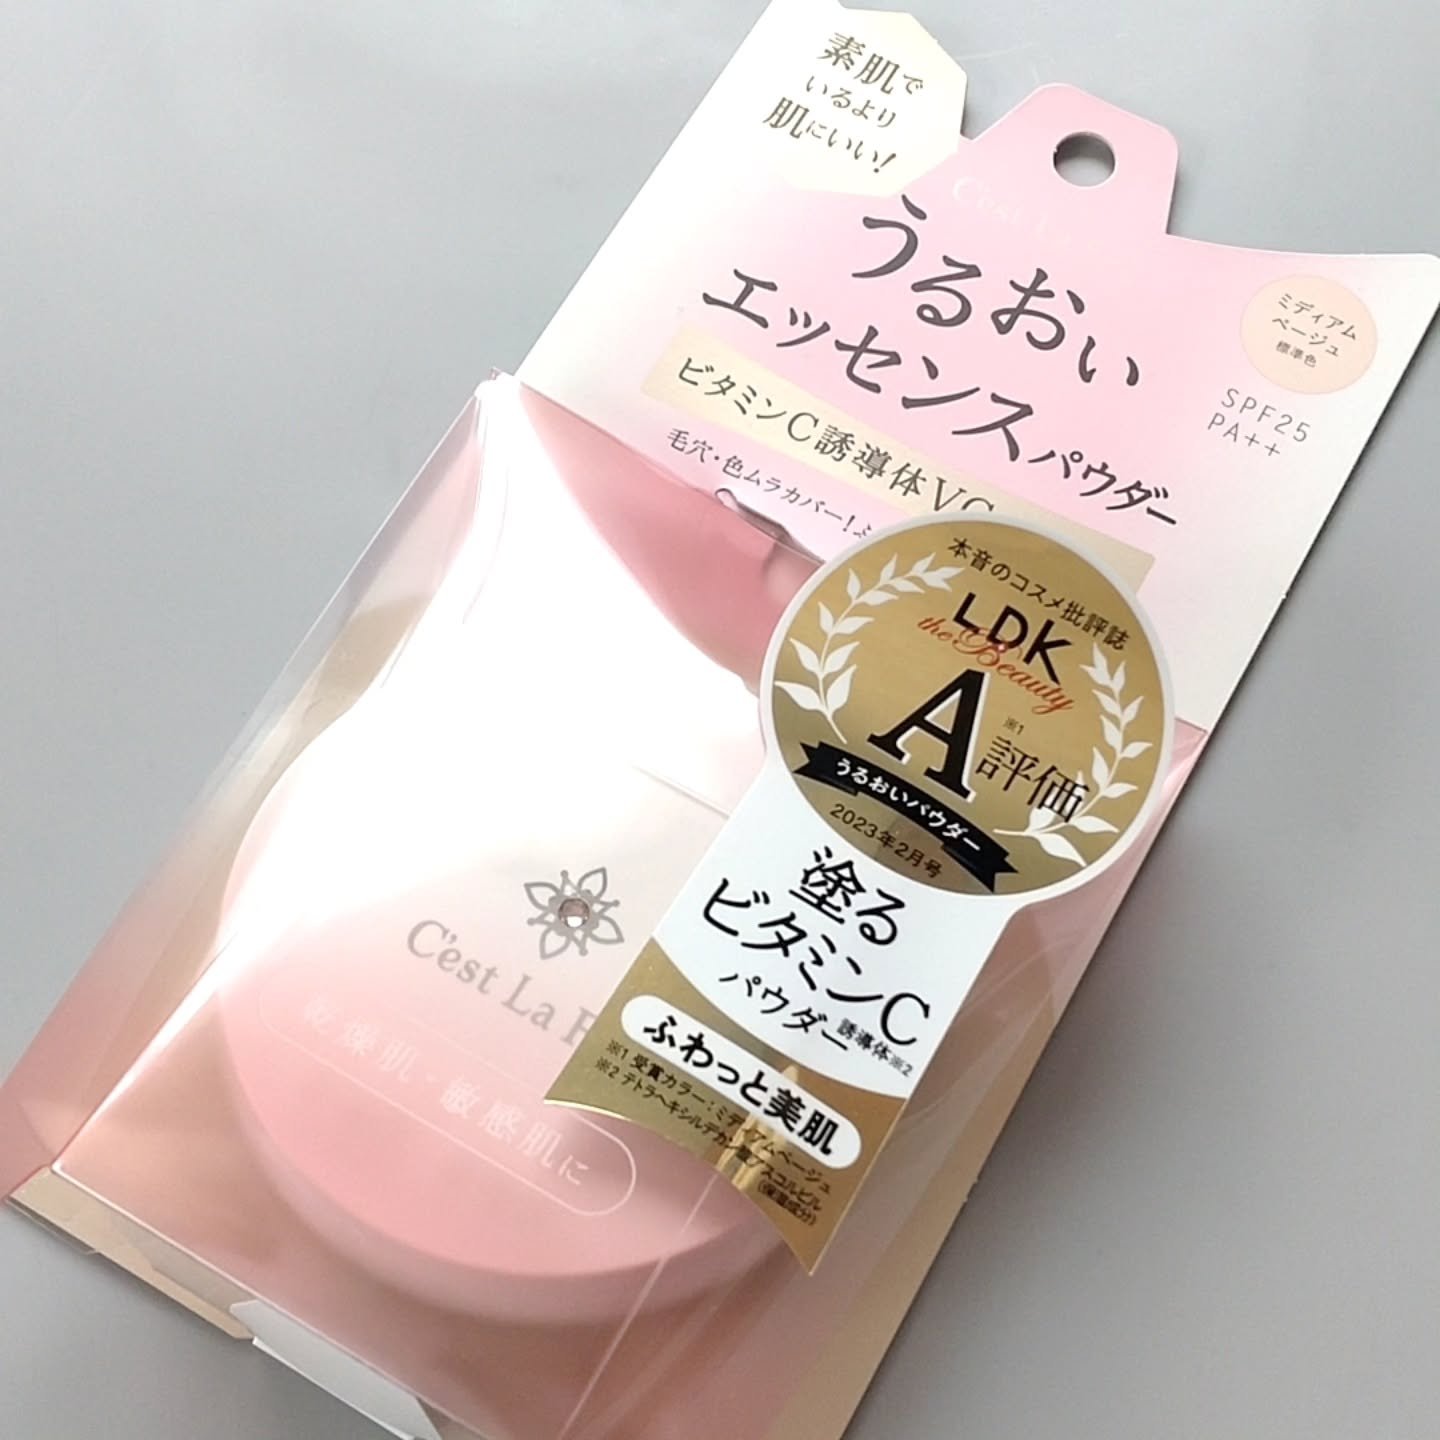 素肌で
いるより
肌にいい!
うるおい
エッセンスパウダー
ミディアム
ベージュ
標準色
SPF25
PA++
ビタミンC誘導体VC
毛穴・色ムラカバー!ふ
本音のコスメ批評誌
LDK
the Beauty
A※1評価
うるおいパウダー
2023年2月号
塗る
ビタミンC
パウダー誘導体※2
ふわっと美肌
※1 受賞カラー:ミディアムベージュ
※2 テトラヘキシルデカン酸アスコルビル
(保湿成分)
C'est La
乾燥肌・敏感肌に